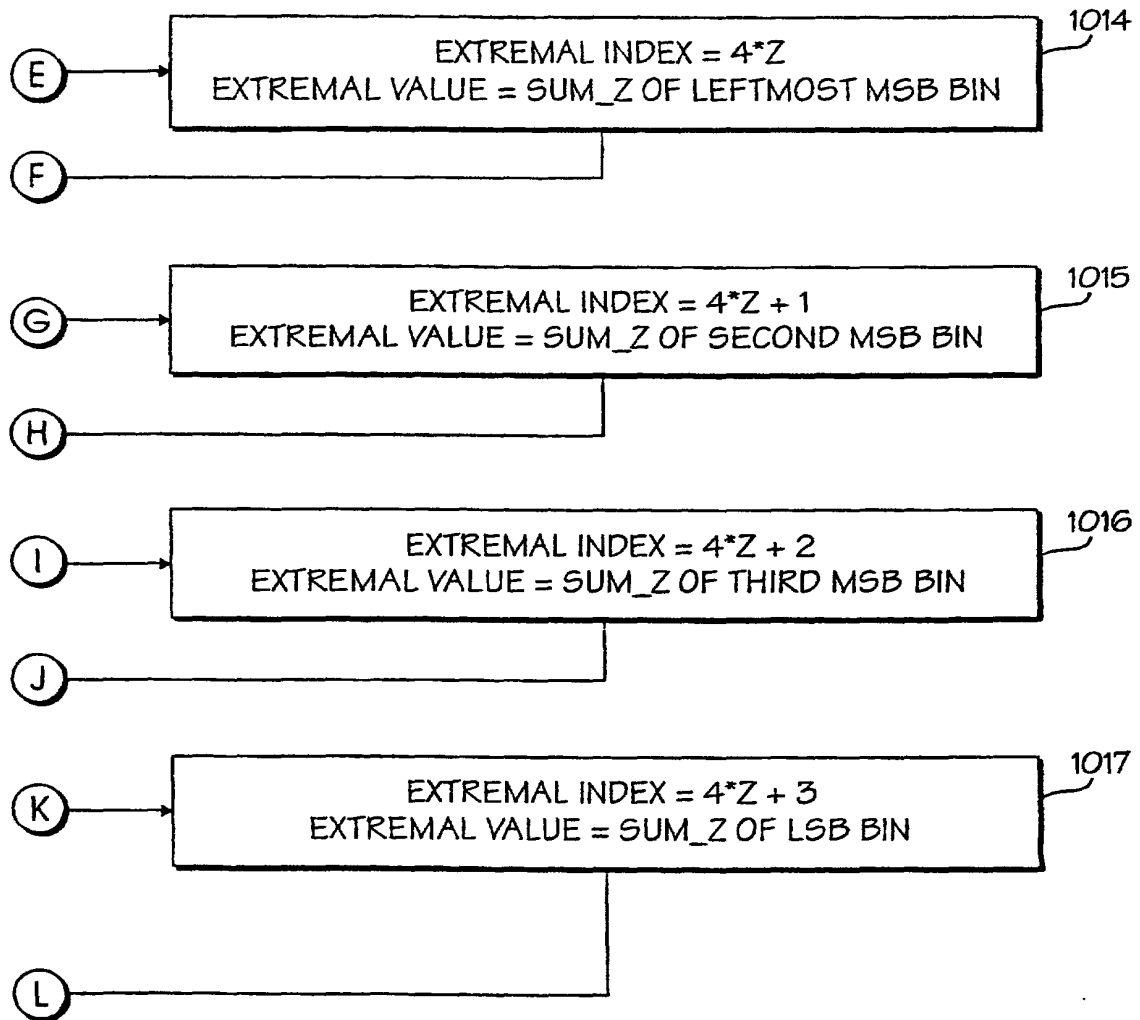 1014
E
EXTREMAL INDEX = 4*Z
EXTREMAL VALUE = SUM_Z OF LEFTMOST MSB BIN
F
1015
G
EXTREMAL INDEX = 4*Z + 1
EXTREMAL VALUE = SUM_Z OF SECOND MSB BIN
H
1016
I
EXTREMAL INDEX = 4*Z + 2
EXTREMAL VALUE = SUM_Z OF THIRD MSB BIN
J
1017
K
EXTREMAL INDEX = 4*Z + 3
EXTREMAL VALUE = SUM_Z OF LSB BIN
L